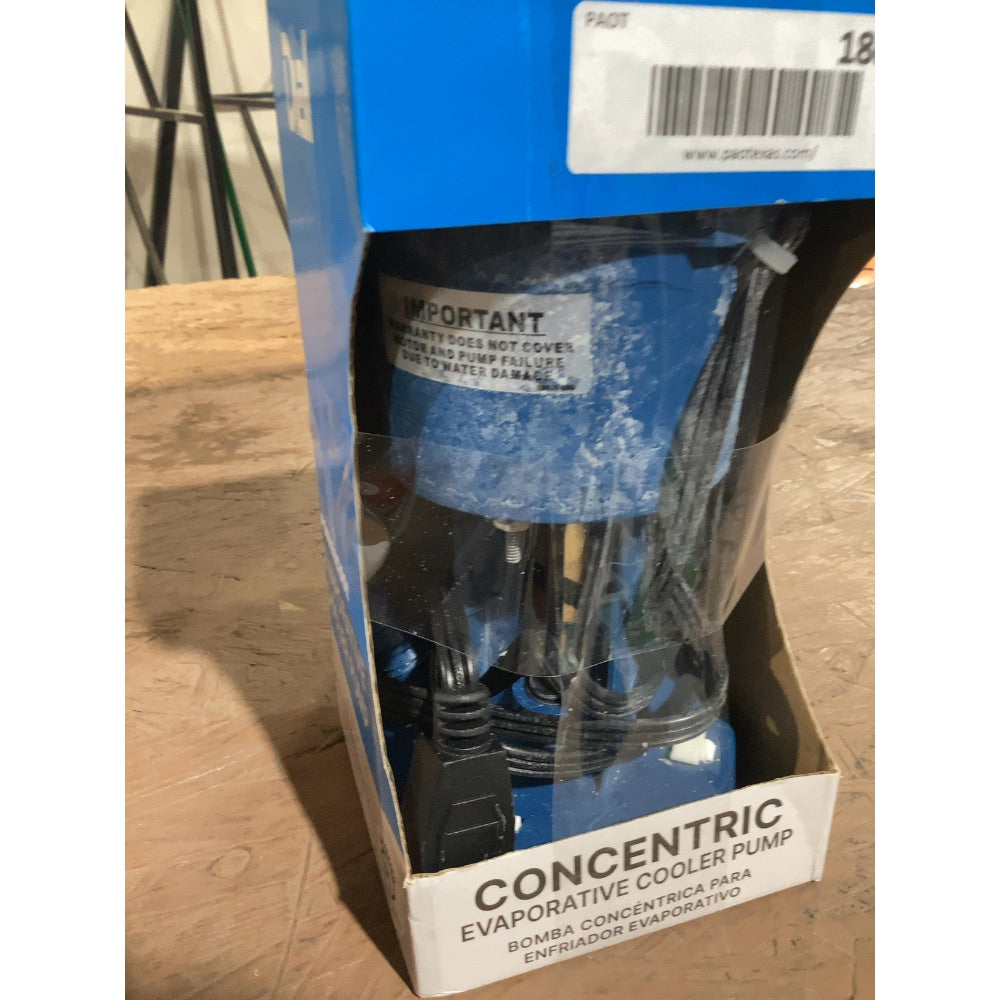 PAOT
18
www.paotexas.com/
IMPORTANT
WARRANTY DOES NOT COVER
MOTOR AND PUMP FAILURE
DUE TO WATER DAMAGE
CONCENTRIC
EVAPORATIVE COOLER PUMP
BOMBA CONCÉNTRICA PARA
ENFRIADOR EVAPORATIVO